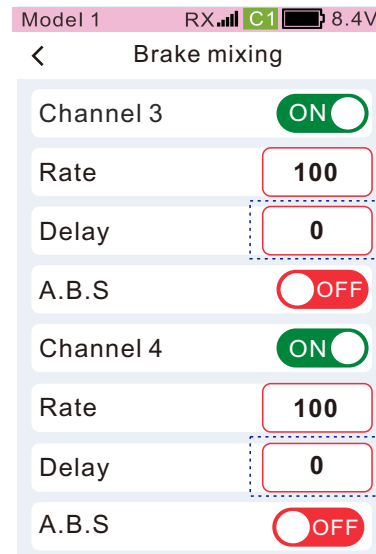 Model 1 RX C1 8.4V
Brake mixing
Channel 3 ON
Rate 100
Delay 0
A.B.S OFF
Channel 4 ON
Rate 100
Delay 0
A.B.S OFF